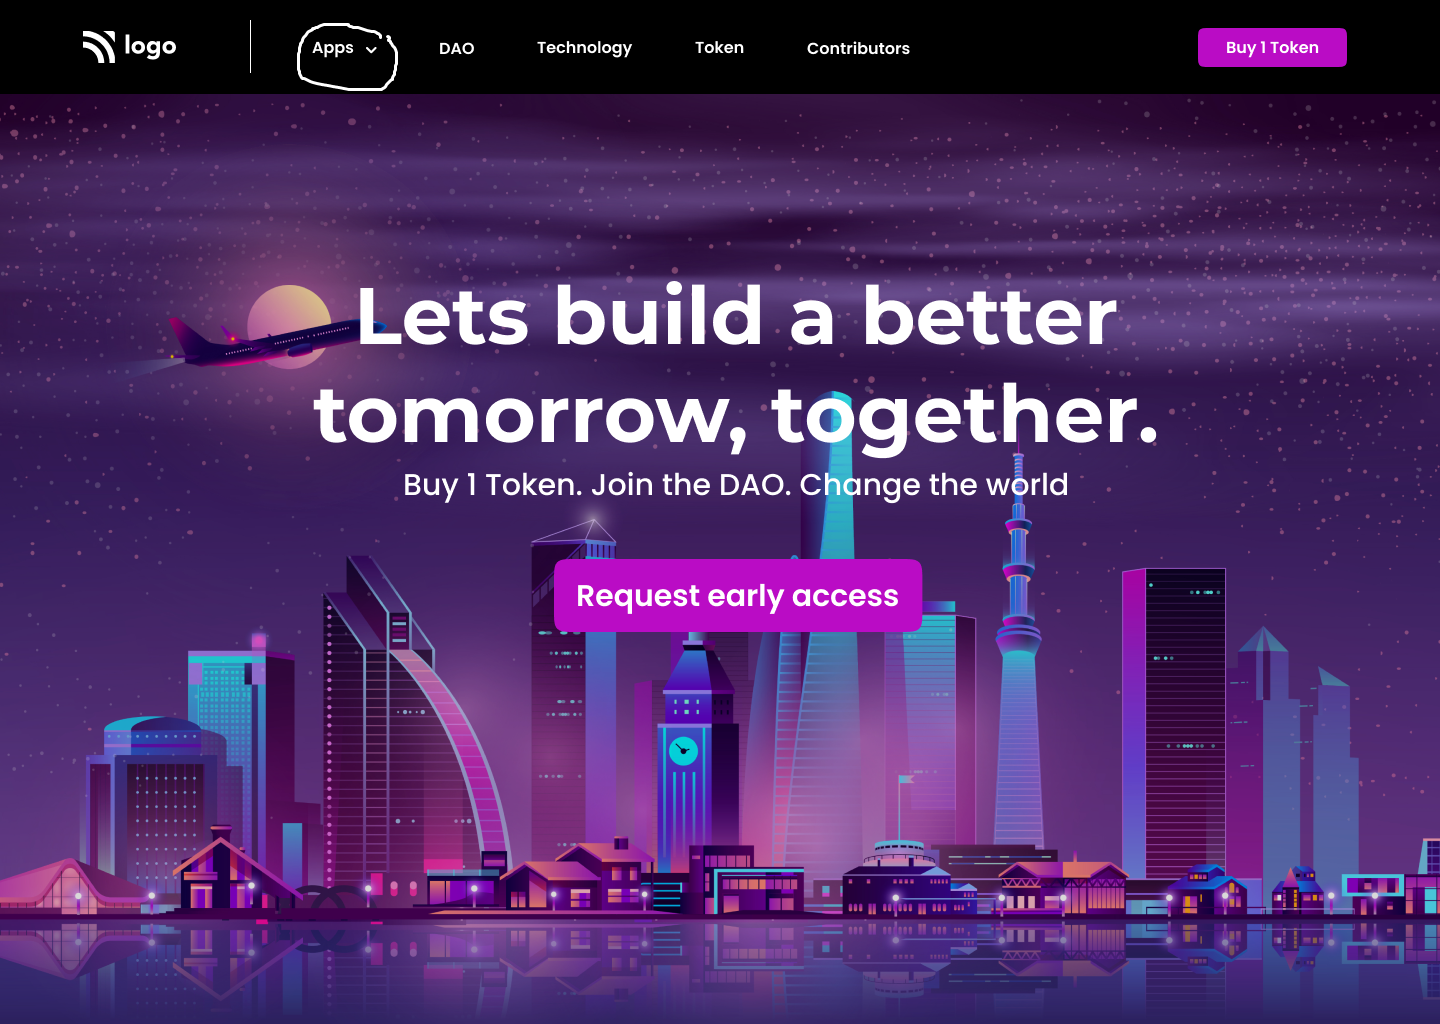 logo
Apps
DAO
Technology
Token
Contributors
Buy 1 Token
Lets build a better
tomorrow, together.
Buy 1 Token. Join the DAO. Change the world
Request early access